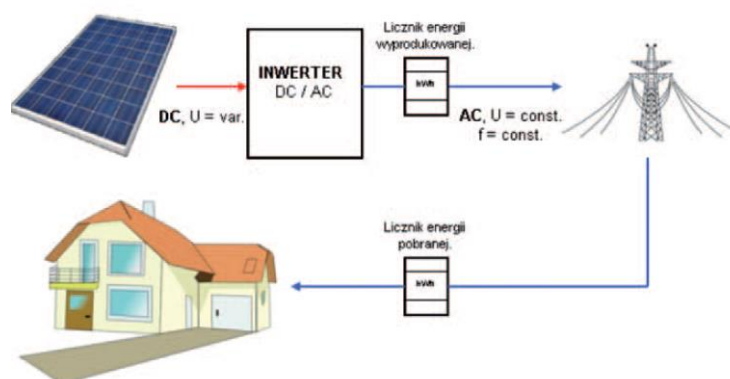 Licznik energii
wyprodukowanej.
INWERTER
DC / AC
kWh
DC, U = var.
AC, U = const.
f = const.
Licznik energii
pobranej.
kWh